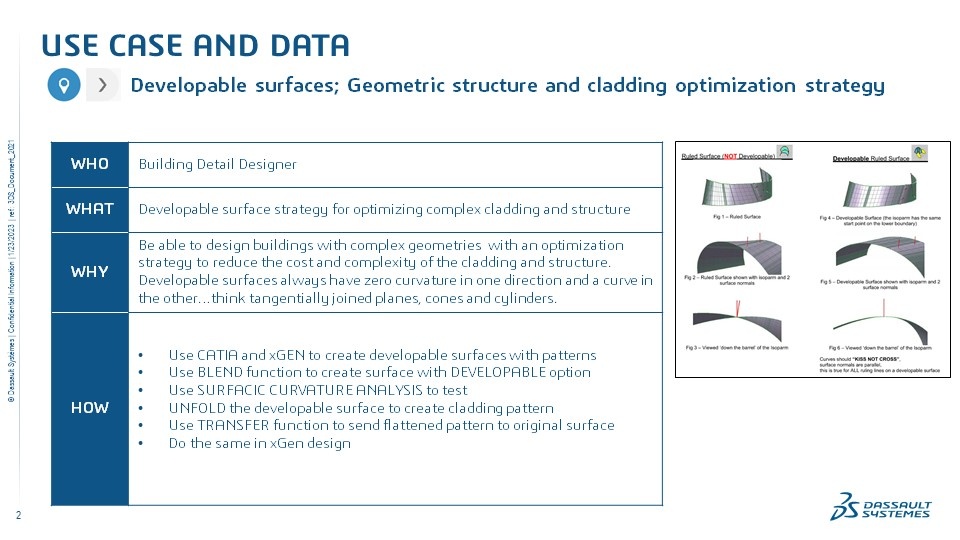 USE CASE AND DATA
Developable surfaces; Geometric structure and cladding optimization strategy
WHO
Building Detail Designer
WHAT
Developable surface strategy for optimizing complex cladding and structure
WHY
Be able to design buildings with complex geometries with an optimization
strategy to reduce the cost and complexity of the cladding and structure.
Developable surfaces always have zero curvature in one direction and a curve in
the other…think tangentially joined planes, cones and cylinders.
HOW
• Use CATIA and xGEN to create developable surfaces with patterns
• Use BLEND function to create surface with DEVELOPABLE option
• Use SURFACIC CURVATURE ANALYSIS to test
• UNFOLD the developable surface to create cladding pattern
• Use TRANSFER function to send flattened pattern to original surface
• Do the same in xGen design
Ruled Surface (NOT Developable)
Fig 1 – Ruled Surface
Fig 2 – Ruled Surface shown with isoparm and 2
surface normals
Fig 3 – Viewed 'down the barrel' of the Isoparm
Developable Ruled Surface
Fig 4 – Developable Surface (the isoparm has the same
start point on the lower boundary)
Fig 5 – Developable Surface shown with isoparm and 2
surface normals
Fig 6 – Viewed 'down the barrel' of the Isoparm
Curves should "KISS NOT CROSS",
surface normals are parallel,
this is true for ALL ruling lines on a developable surface
© Dassault Systèmes | Confidential Information | 1/23/2023 | ref.: 3DS_Document_2021
2
DASSAULT
SYSTEMES